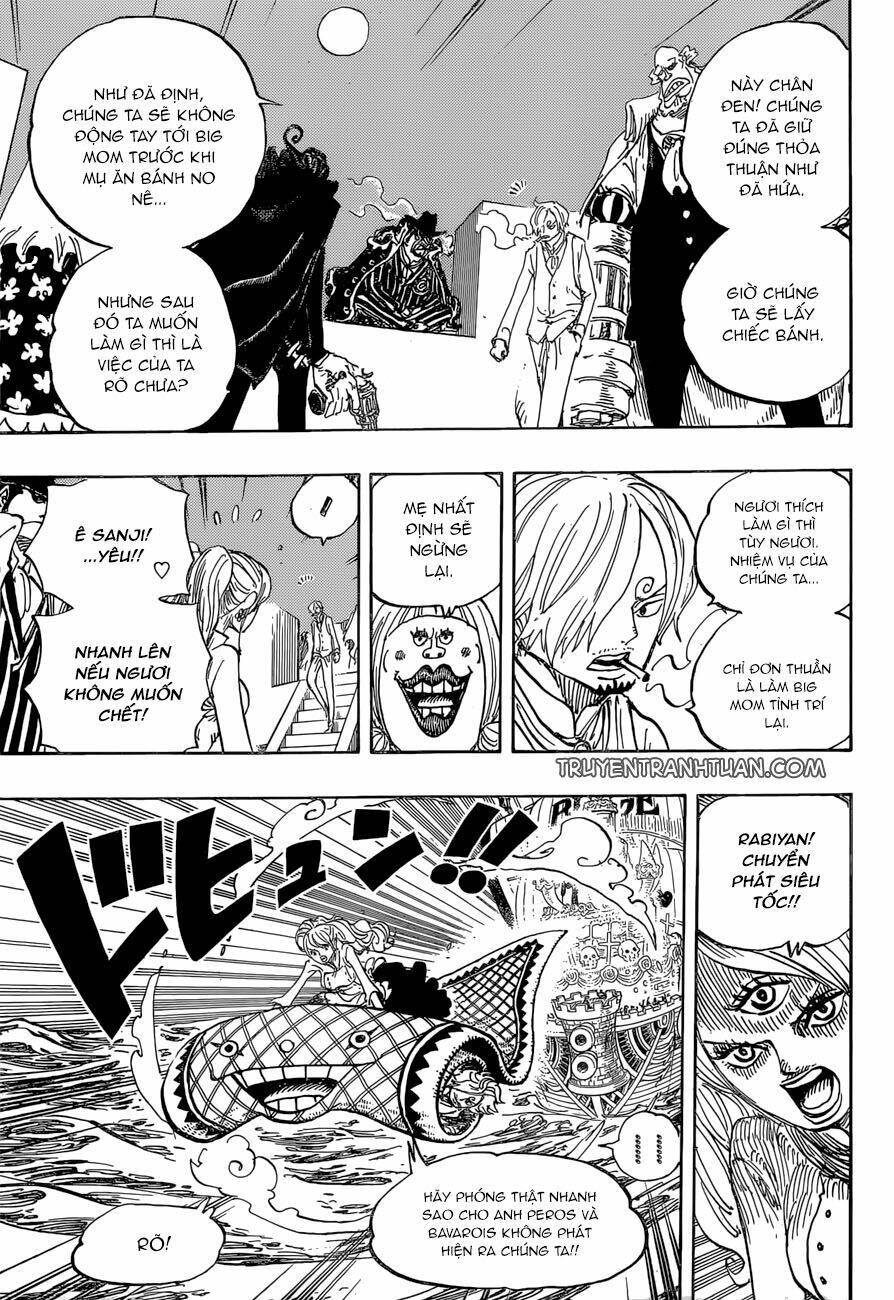 NÀY CHÂN
ĐEN! CHÚNG
TA ĐÃ GIỮ
ĐÚNG THỎA
THUẬN NHƯ
ĐÃ HỨA.
GIỜ CHÚNG
TA SẼ LẤY
CHIẾC BÁNH.
NHƯ ĐÃ ĐỊNH,
CHÚNG TA SẼ KHÔNG
ĐỘNG TAY TỚI BIG
MOM TRƯỚC KHI
MỤ ĂN BÁNH NO
NÊ...
NHƯNG SAU
ĐÓ TA MUỐN
LÀM GÌ THÌ LÀ
VIỆC CỦA TA
RÕ CHƯA?
NGƯƠI THÍCH
LÀM GÌ THÌ
TÙY NGƯƠI.
NHIỆM VỤ CỦA
CHÚNG TA...
CHỈ ĐƠN THUẦN
LÀ LÀM BIG
MOM TỈNH TRÍ
LẠI.
MẸ NHẤT
ĐỊNH SẼ
NGỪNG
LẠI.
!
Ê SANJI!
...YÊU!!
♥
NHANH LÊN
NẾU NGƯƠI
KHÔNG MUỐN
CHẾT!
TRUYENTRANHTUAN.COM
RABIYAN!
CHUYỂN
PHÁT SIÊU
TỐC!!
ドヒュン!!
HÃY PHÓNG THẬT NHANH
SAO CHO ANH PEROS VÀ
BAVAROIS KHÔNG PHÁT
HIỆN RA CHÚNG TA!!
RÕ!